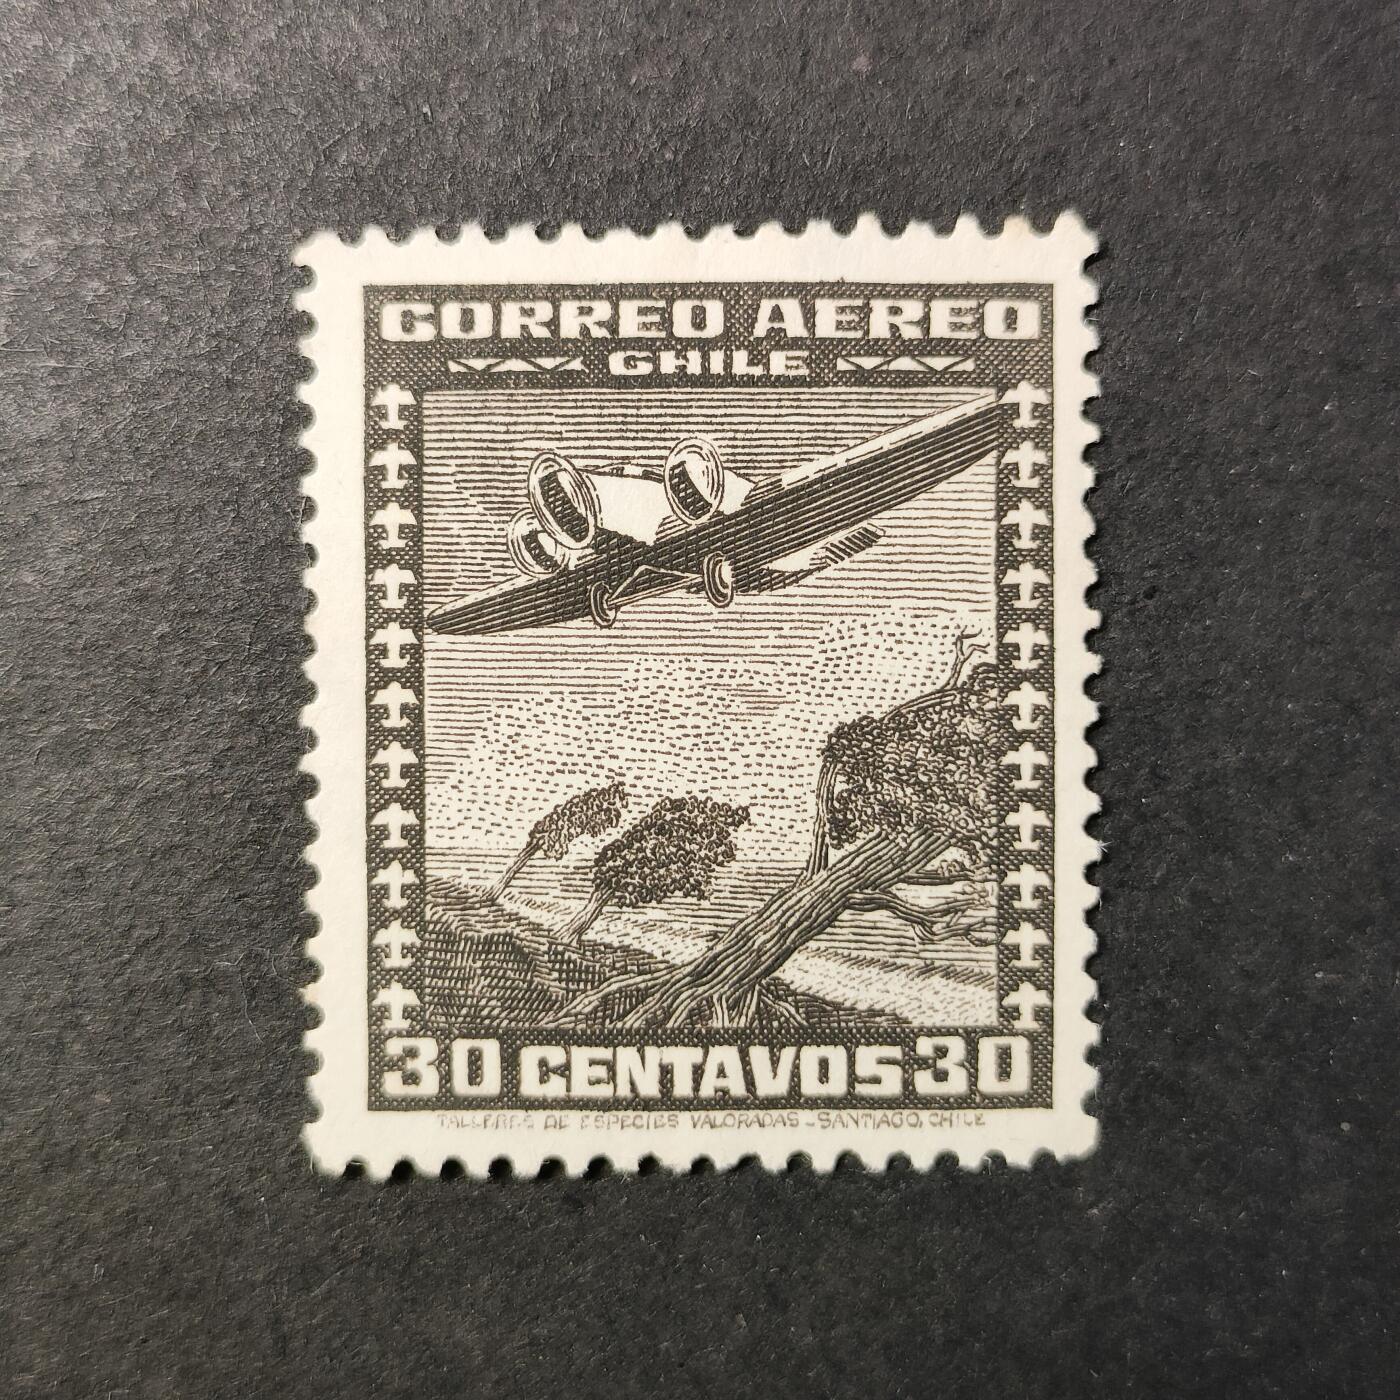 CORREO AEREO
CHILE
30 CENTAVOS 30
TALLERES DE ESPECIES VALORADAS - SANTIAGO, CHILE